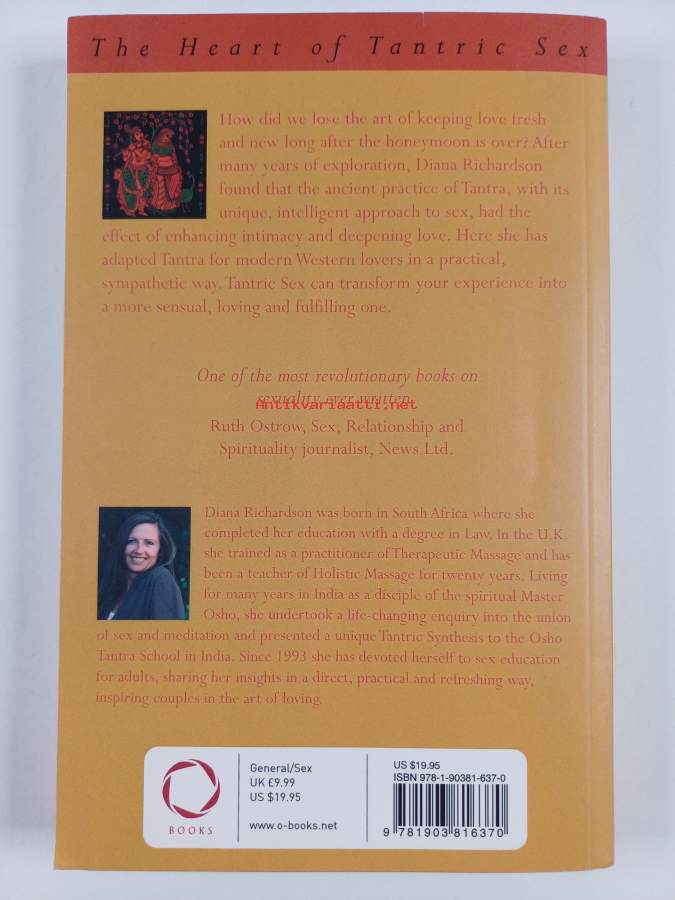 The Heart of Tantric Sex
How did we lose the art of keeping love fresh
and new long after the honeymoon is over? After
many years of exploration, Diana Richardson
found that the ancient practice of Tantra, with its
unique, intelligent approach to sex, had the
effect of enhancing intimacy and deepening love. Here she has
adapted Tantra for modern Western lovers in a practical,
sympathetic way. Tantric Sex can transform your experience into
a more sensual, loving and fulfilling one.
One of the most revolutionary books on
sexuality ever written
Antikvariaatti.net
Ruth Ostrow, Sex, Relationship and
Spirituality journalist, News Ltd.
Diana Richardson was born in South Africa where she
completed her education with a degree in Law. In the U.K.
she trained as a practitioner of Therapeutic Massage and has
been a teacher of Holistic Massage for twenty years. Living
for many years in India as a disciple of the spiritual Master
Osho, she undertook a life-changing enquiry into the union
of sex and meditation and presented a unique Tantric Synthesis to the Osho
Tantra School in India. Since 1993 she has devoted herself to sex education
for adults, sharing her insights in a direct, practical and refreshing way,
inspiring couples in the art of loving.
BOOKS
General/Sex
UK £9.99
US $19.95
www.o-books.net
US $19.95
ISBN 978-1-90381-637-0
9 781903 816370